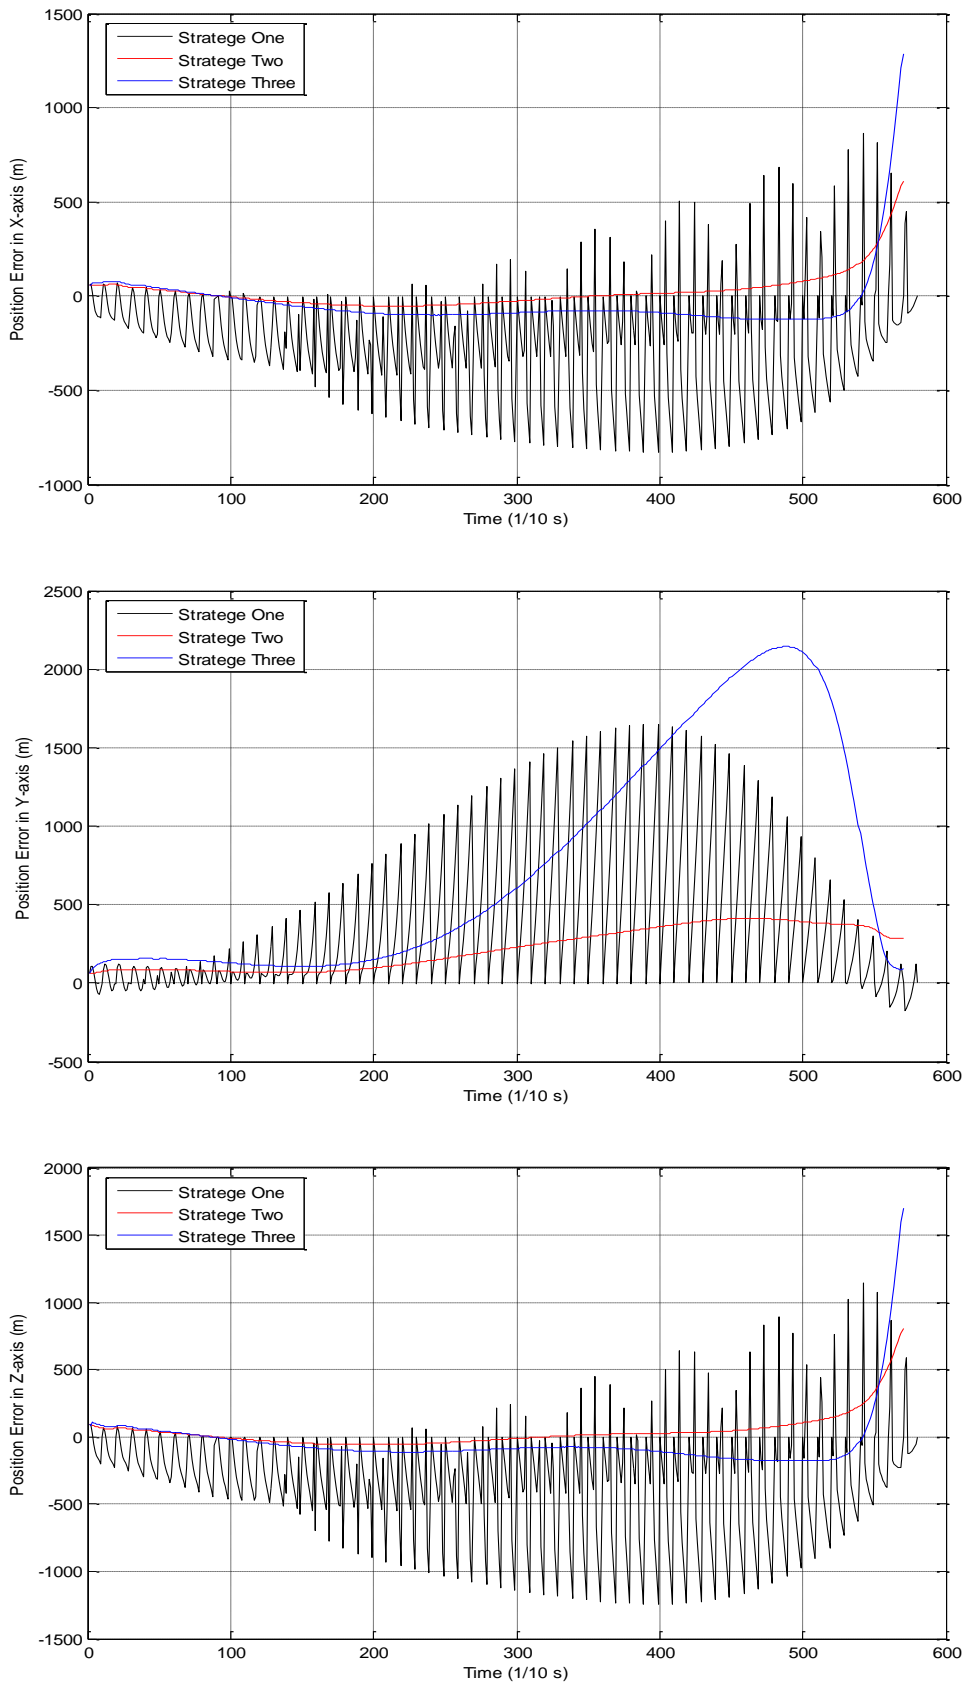 1500
1000
500
0
-500
-1000
Position Error in X-axis (m)
Stratege One
Stratege Two
Stratege Three
0 100 200 300 400 500 600
Time (1/10 s)
2500
2000
1500
1000
500
0
-500
Position Error in Y-axis (m)
Stratege One
Stratege Two
Stratege Three
0 100 200 300 400 500 600
Time (1/10 s)
2000
1500
1000
500
0
-500
-1000
-1500
Position Error in Z-axis (m)
Stratege One
Stratege Two
Stratege Three
0 100 200 300 400 500 600
Time (1/10 s)